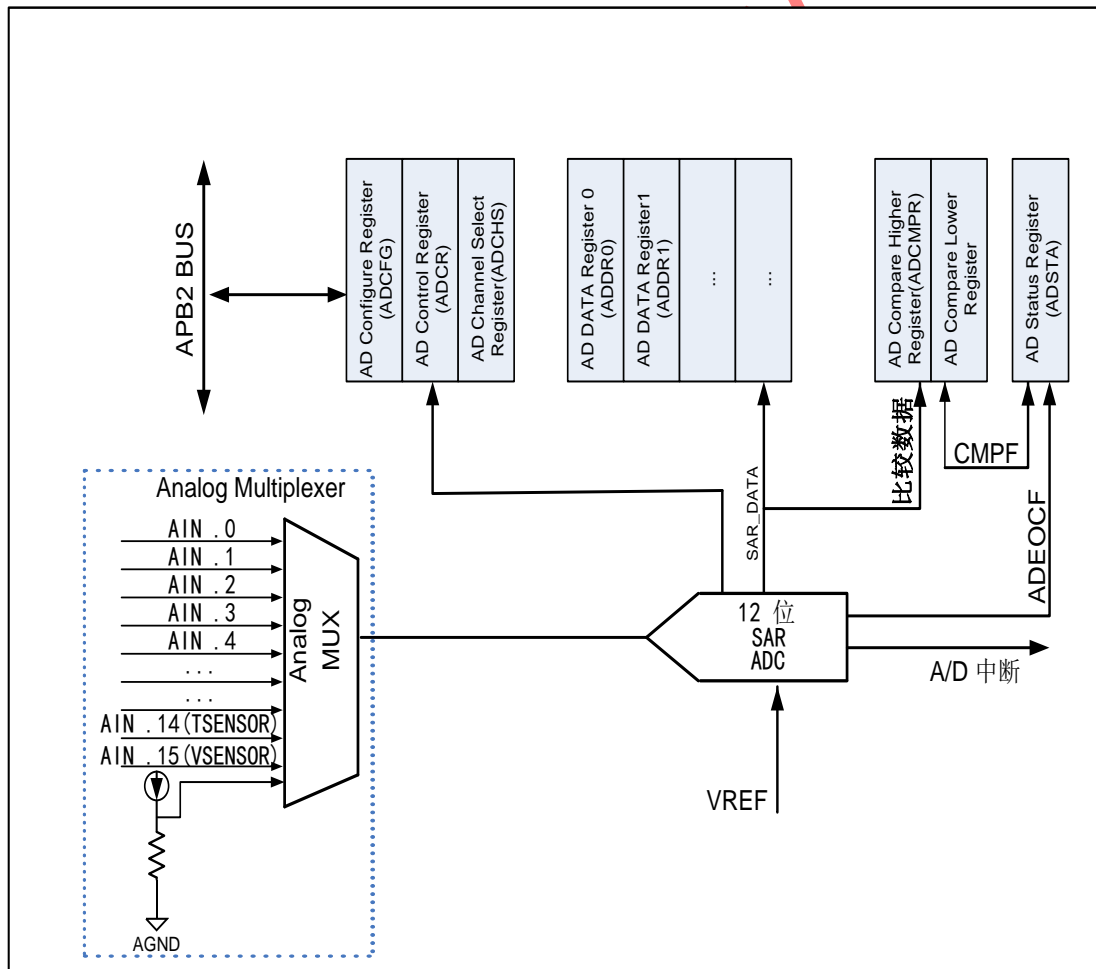 APB2 BUS
AD Configure Register
(ADCFG)
AD Control Register
(ADCR)
AD Channel Select
Register(ADCHS)
AD DATA Register 0
(ADDR0)
AD DATA Register1
(ADDR1)
...
...
AD Compare Higher
Register(ADCMPR)
AD Compare Lower
Register
AD Status Register
(ADSTA)
比较数据
CMPF
SAR_DATA
ADEOCF
Analog Multiplexer
AIN .0
AIN .1
AIN .2
AIN .3
AIN .4
...
...
AIN .14(TSENSOR)
AIN .15(VSENSOR)
Analog
MUX
12 位
SAR
ADC
A/D 中断
VREF
AGND